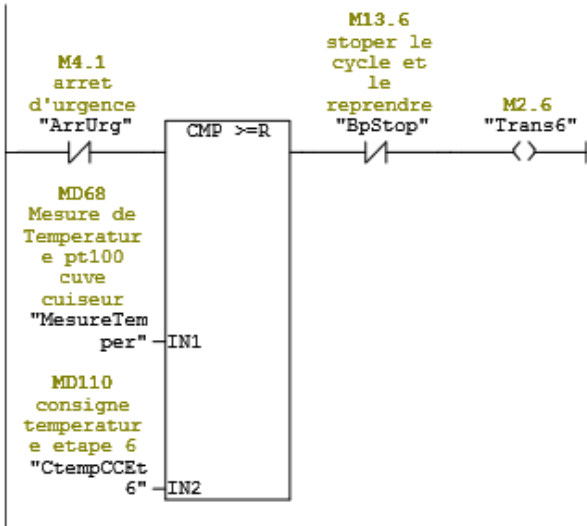 M4.1
arret
d'urgence
"ArrUrg"
CMP >=R
M13.6
stoper le
cycle et
le
reprendre
"BpStop"
M2.6
"Trans6"
MD68
Mesure de
Temperatur
e pt100
cuve
cuiseur
"MesureTem
per"
IN1
MD110
consigne
temperatur
e etape 6
"CtempCCEt
6"
IN2